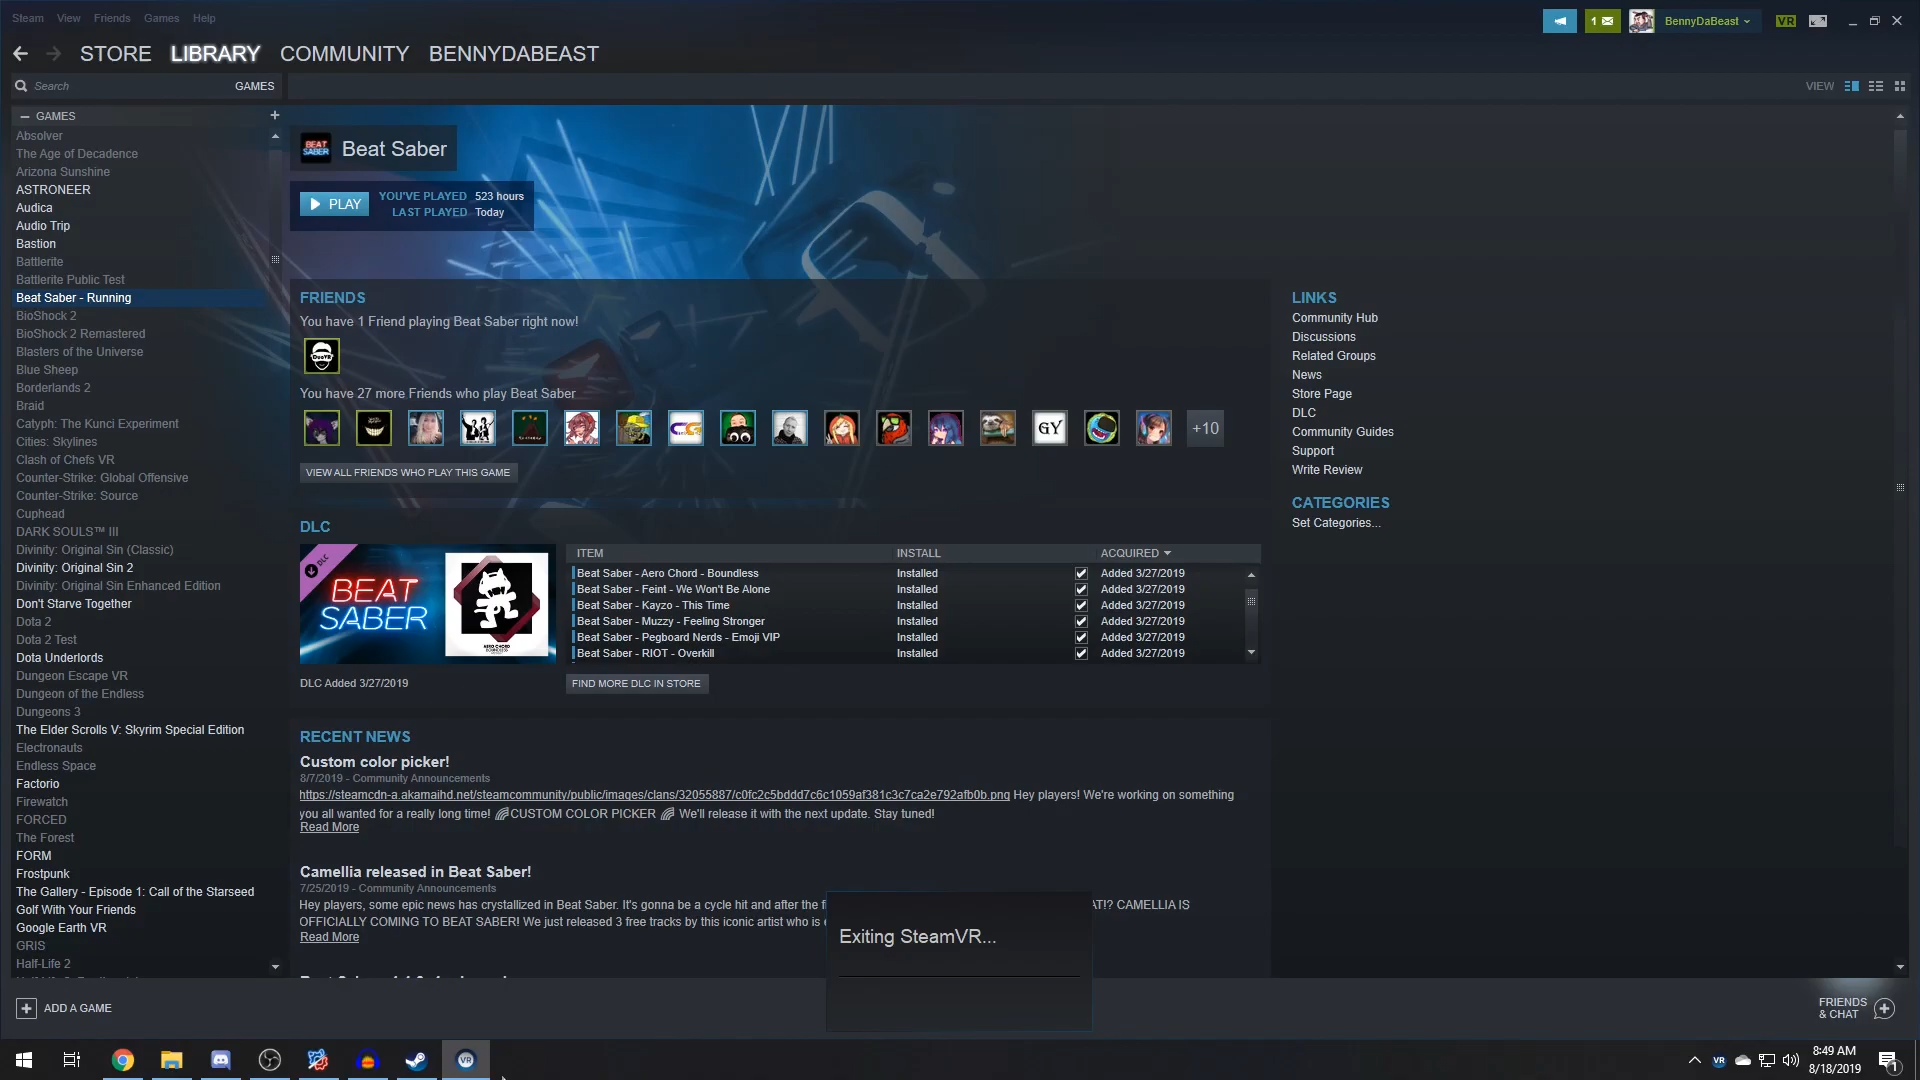 Steam View Friends Games Help
1
BennyDaBeast
VR
STORE LIBRARY COMMUNITY BENNYDABEAST
Search
GAMES
VIEW
GAMES
Absolver
The Age of Decadence
Arizona Sunshine
ASTRONEER
Audica
Audio Trip
Bastion
Battlerite
Battlerite Public Test
Beat Saber - Running
BioShock 2
BioShock 2 Remastered
Blasters of the Universe
Blue Sheep
Borderlands 2
Braid
Catyph: The Kunci Experiment
Cities: Skylines
Clash of Chefs VR
Counter-Strike: Global Offensive
Counter-Strike: Source
Cuphead
DARK SOULS™ III
Divinity: Original Sin (Classic)
Divinity: Original Sin 2
Divinity: Original Sin Enhanced Edition
Don't Starve Together
Dota 2
Dota 2 Test
Dota Underlords
Dungeon Escape VR
Dungeon of the Endless
Dungeons 3
The Elder Scrolls V: Skyrim Special Edition
Electronauts
Endless Space
Factorio
Firewatch
FORCED
The Forest
FORM
Frostpunk
The Gallery - Episode 1: Call of the Starseed
Golf With Your Friends
Google Earth VR
GRIS
Half-Life 2
ADD A GAME
BEAT
SABER
Beat Saber
PLAY
YOU'VE PLAYED 523 hours
LAST PLAYED Today
FRIENDS
You have 1 Friend playing Beat Saber right now!
You have 27 more Friends who play Beat Saber
GY
+10
VIEW ALL FRIENDS WHO PLAY THIS GAME
DLC
DLC
BEAT
SABER
AERO CHORD
BOUNDLESS
DLC Added 3/27/2019
ITEM INSTALL ACQUIRED
Beat Saber - Aero Chord - Boundless Installed Added 3/27/2019
Beat Saber - Feint - We Won't Be Alone Installed Added 3/27/2019
Beat Saber - Kayzo - This Time Installed Added 3/27/2019
Beat Saber - Muzzy - Feeling Stronger Installed Added 3/27/2019
Beat Saber - Pegboard Nerds - Emoji VIP Installed Added 3/27/2019
Beat Saber - RIOT - Overkill Installed Added 3/27/2019
FIND MORE DLC IN STORE
RECENT NEWS
Custom color picker!
8/7/2019 - Community Announcements
https://steamcdn-a.akamaihd.net/steamcommunity/public/images/clans/32055887/c0fc2c5bddd7c6c1059af381c3c7ca2e792afb0b.png Hey players! We're working on something
you all wanted for a really long time! 🌈CUSTOM COLOR PICKER 🌈 We'll release it with the next update. Stay tuned!
Read More
Camellia released in Beat Saber!
7/25/2019 - Community Announcements
Hey players, some epic news has crystallized in Beat Saber. It's gonna be a cycle hit and after the f AT!? CAMELLIA IS
OFFICIALLY COMING TO BEAT SABER! We just released 3 free tracks by this iconic artist who is
Read More
LINKS
Community Hub
Discussions
Related Groups
News
Store Page
DLC
Community Guides
Support
Write Review
CATEGORIES
Set Categories...
Exiting SteamVR...
FRIENDS
& CHAT
VR
VR
8:49 AM
8/18/2019
1